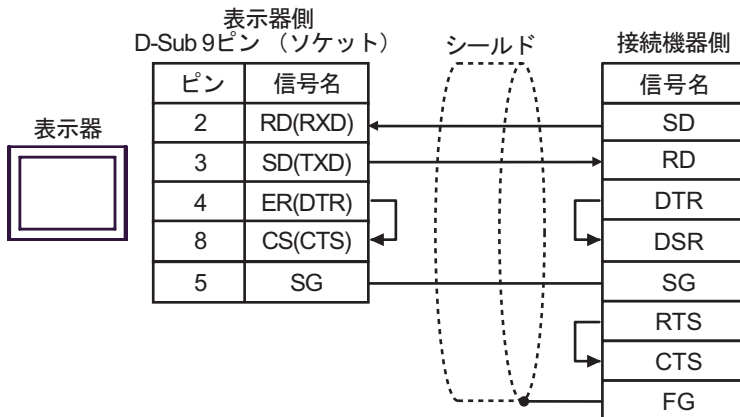 表示器側
D-Sub 9ピン （ソケット）
シールド
接続機器側
表示器
ピン 信号名
2 RD(RXD)
3 SD(TXD)
4 ER(DTR)
8 CS(CTS)
5 SG
信号名
SD
RD
DTR
DSR
SG
RTS
CTS
FG